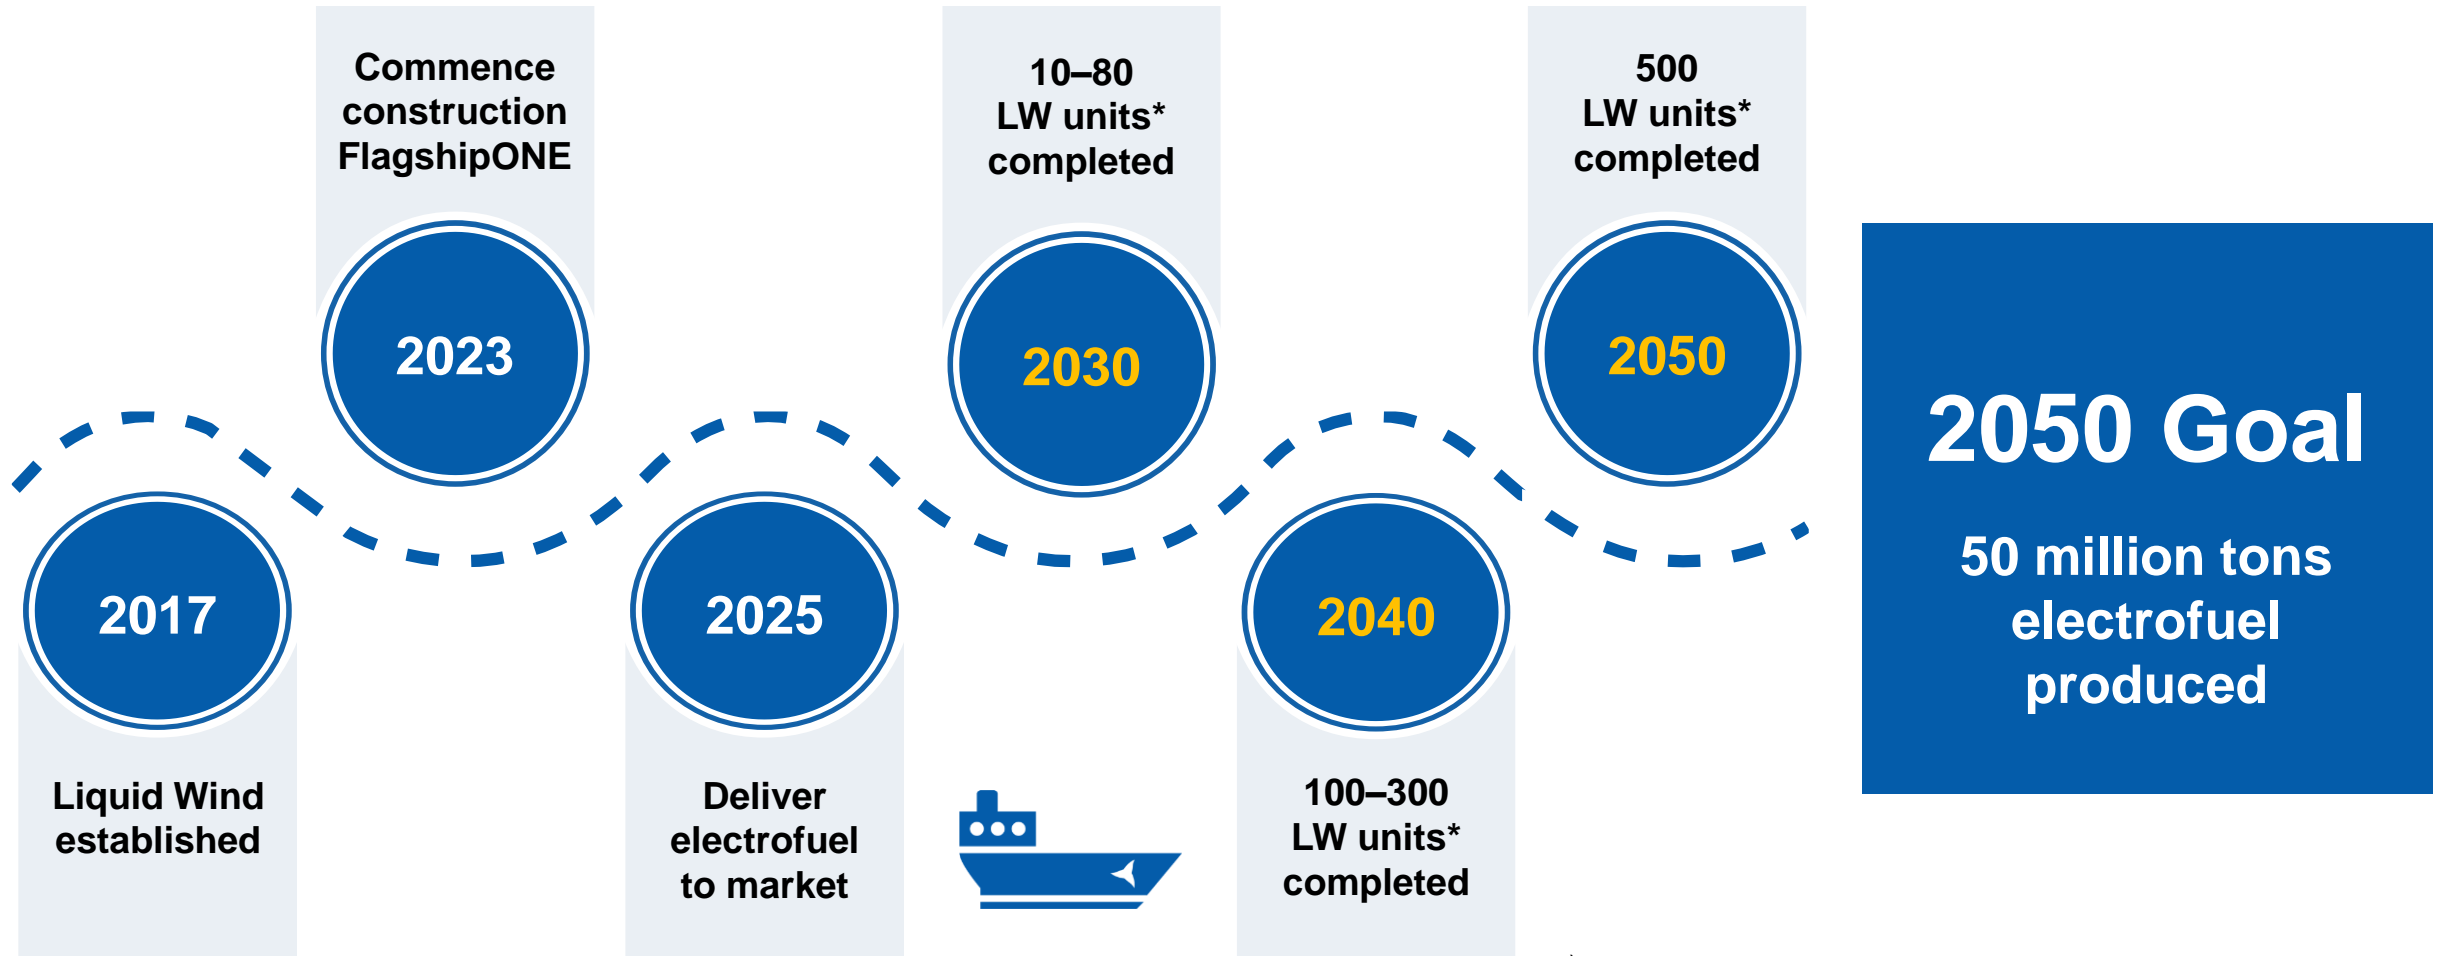 2017
Liquid Wind
established
Commence
construction
FlagshipONE
2023
2025
Deliver
electrofuel
to market
10–80
LW units*
completed
2030
2040
100–300
LW units*
completed
500
LW units*
completed
2050
2050 Goal
50 million tons
electrofuel
produced